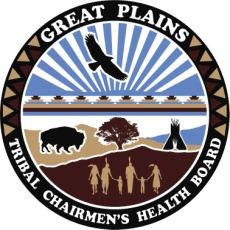 GREAT PLAINS
TRIBAL CHAIRMEN'S HEALTH BOARD